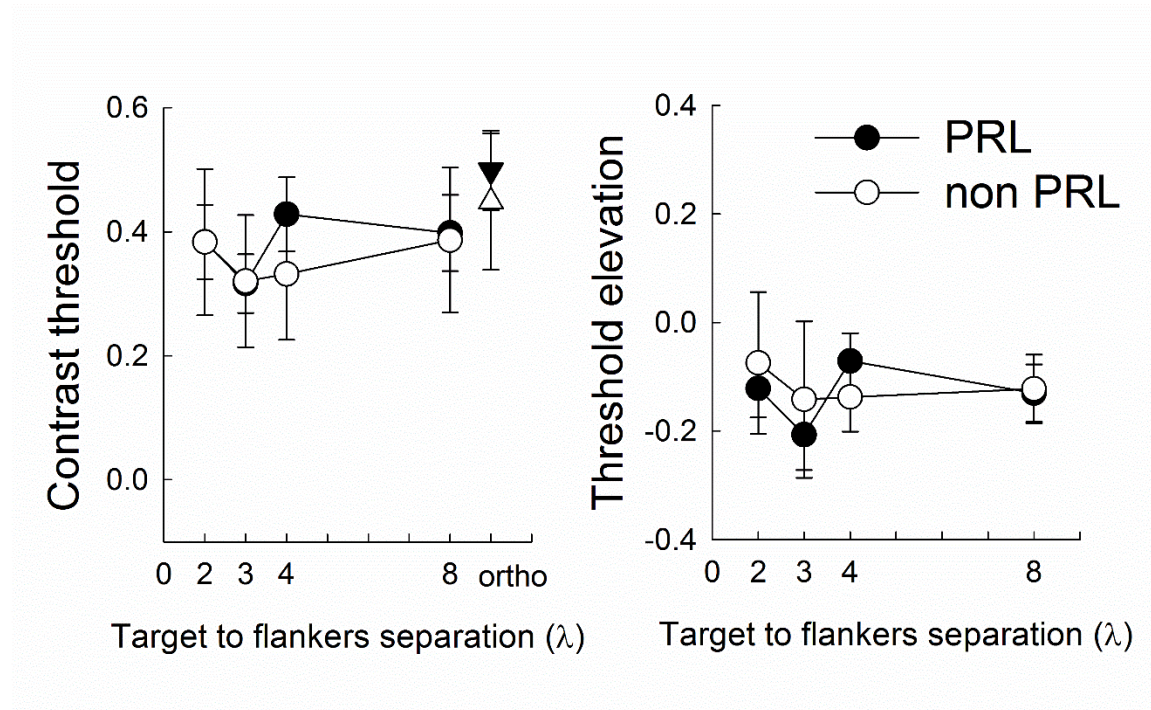 Contrast threshold
0.6
0.4
0.2
0.0
0 2 3 4 8 ortho
Target to flankers separation (λ)
Threshold elevation
0.4
0.2
0.0
-0.2
-0.4
PRL
non PRL
0 2 3 4 8
Target to flankers separation (λ)